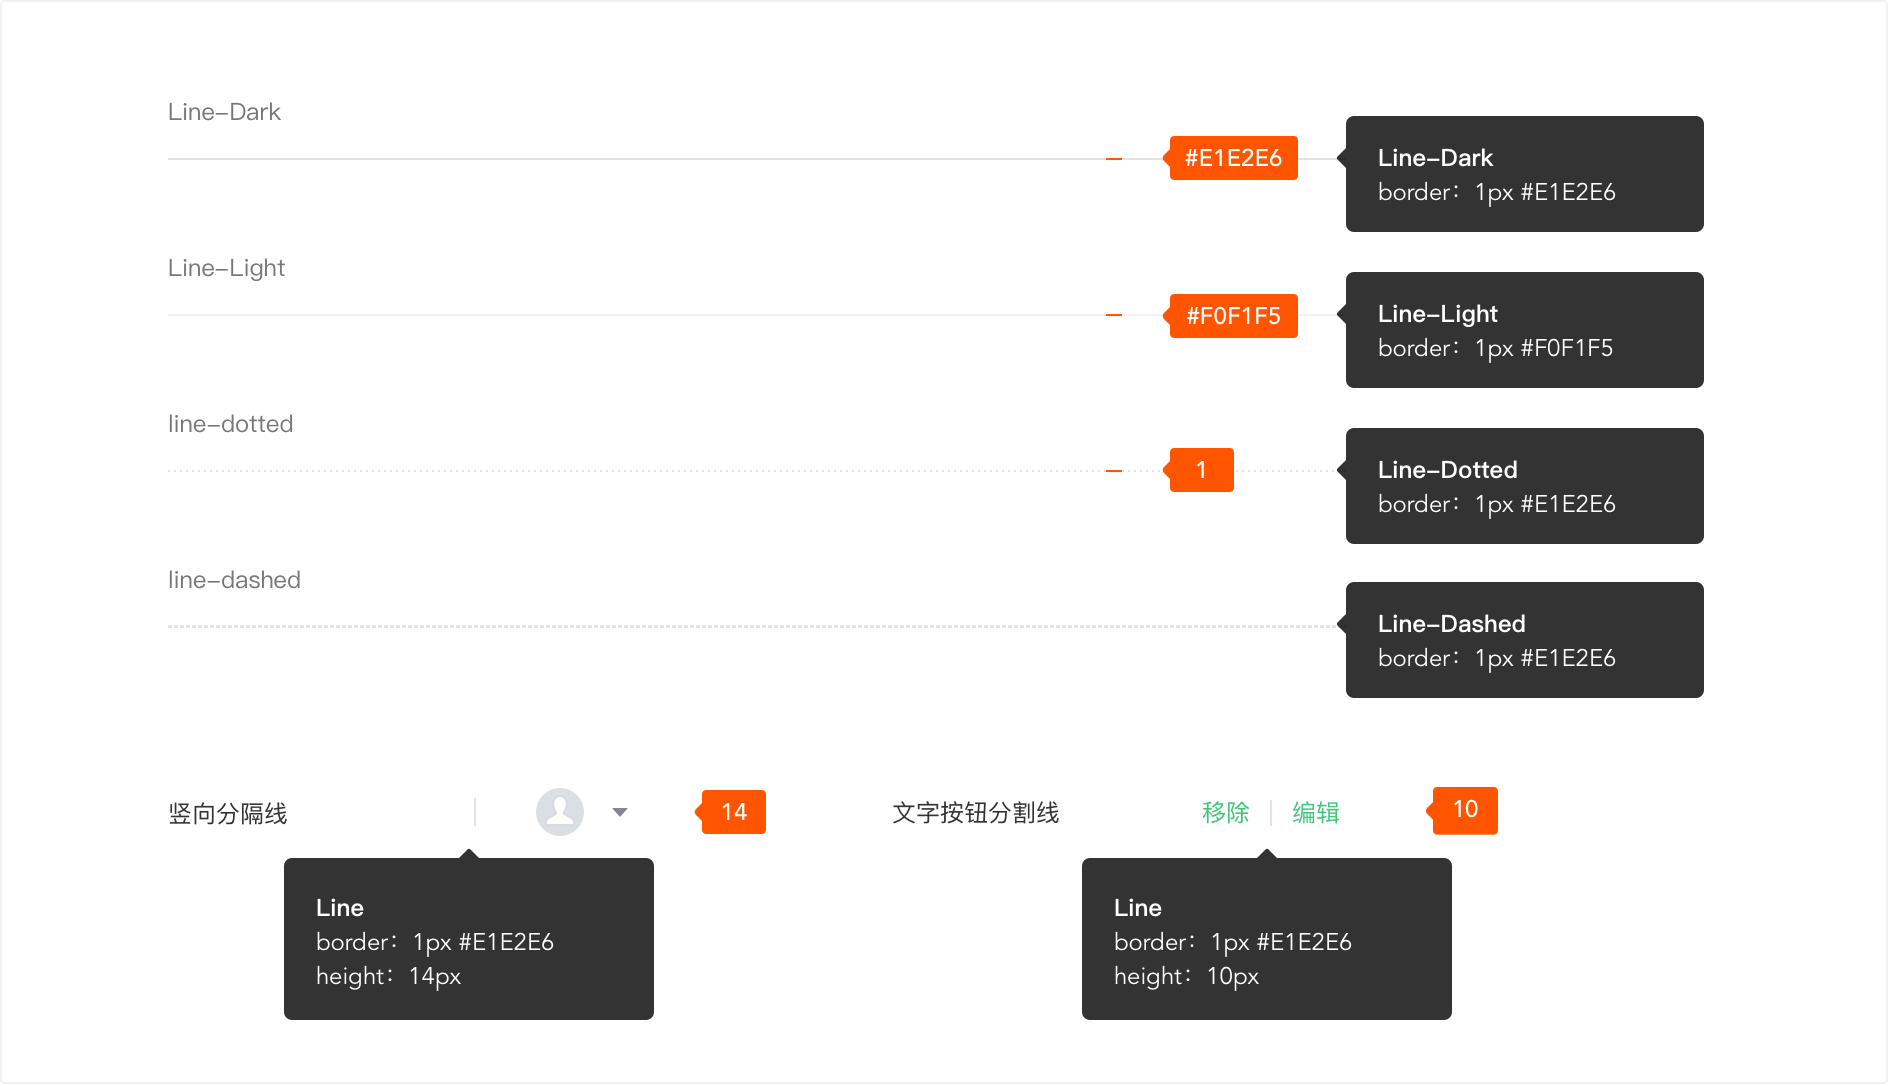 Line-Dark
#E1E2E6
Line-Dark
border：1px #E1E2E6
Line-Light
#F0F1F5
Line-Light
border：1px #F0F1F5
line-dotted
1
Line-Dotted
border：1px #E1E2E6
line-dashed
Line-Dashed
border：1px #E1E2E6
竖向分隔线
14
文字按钮分割线
移除
编辑
10
Line
border：1px #E1E2E6
height：14px
Line
border：1px #E1E2E6
height：10px